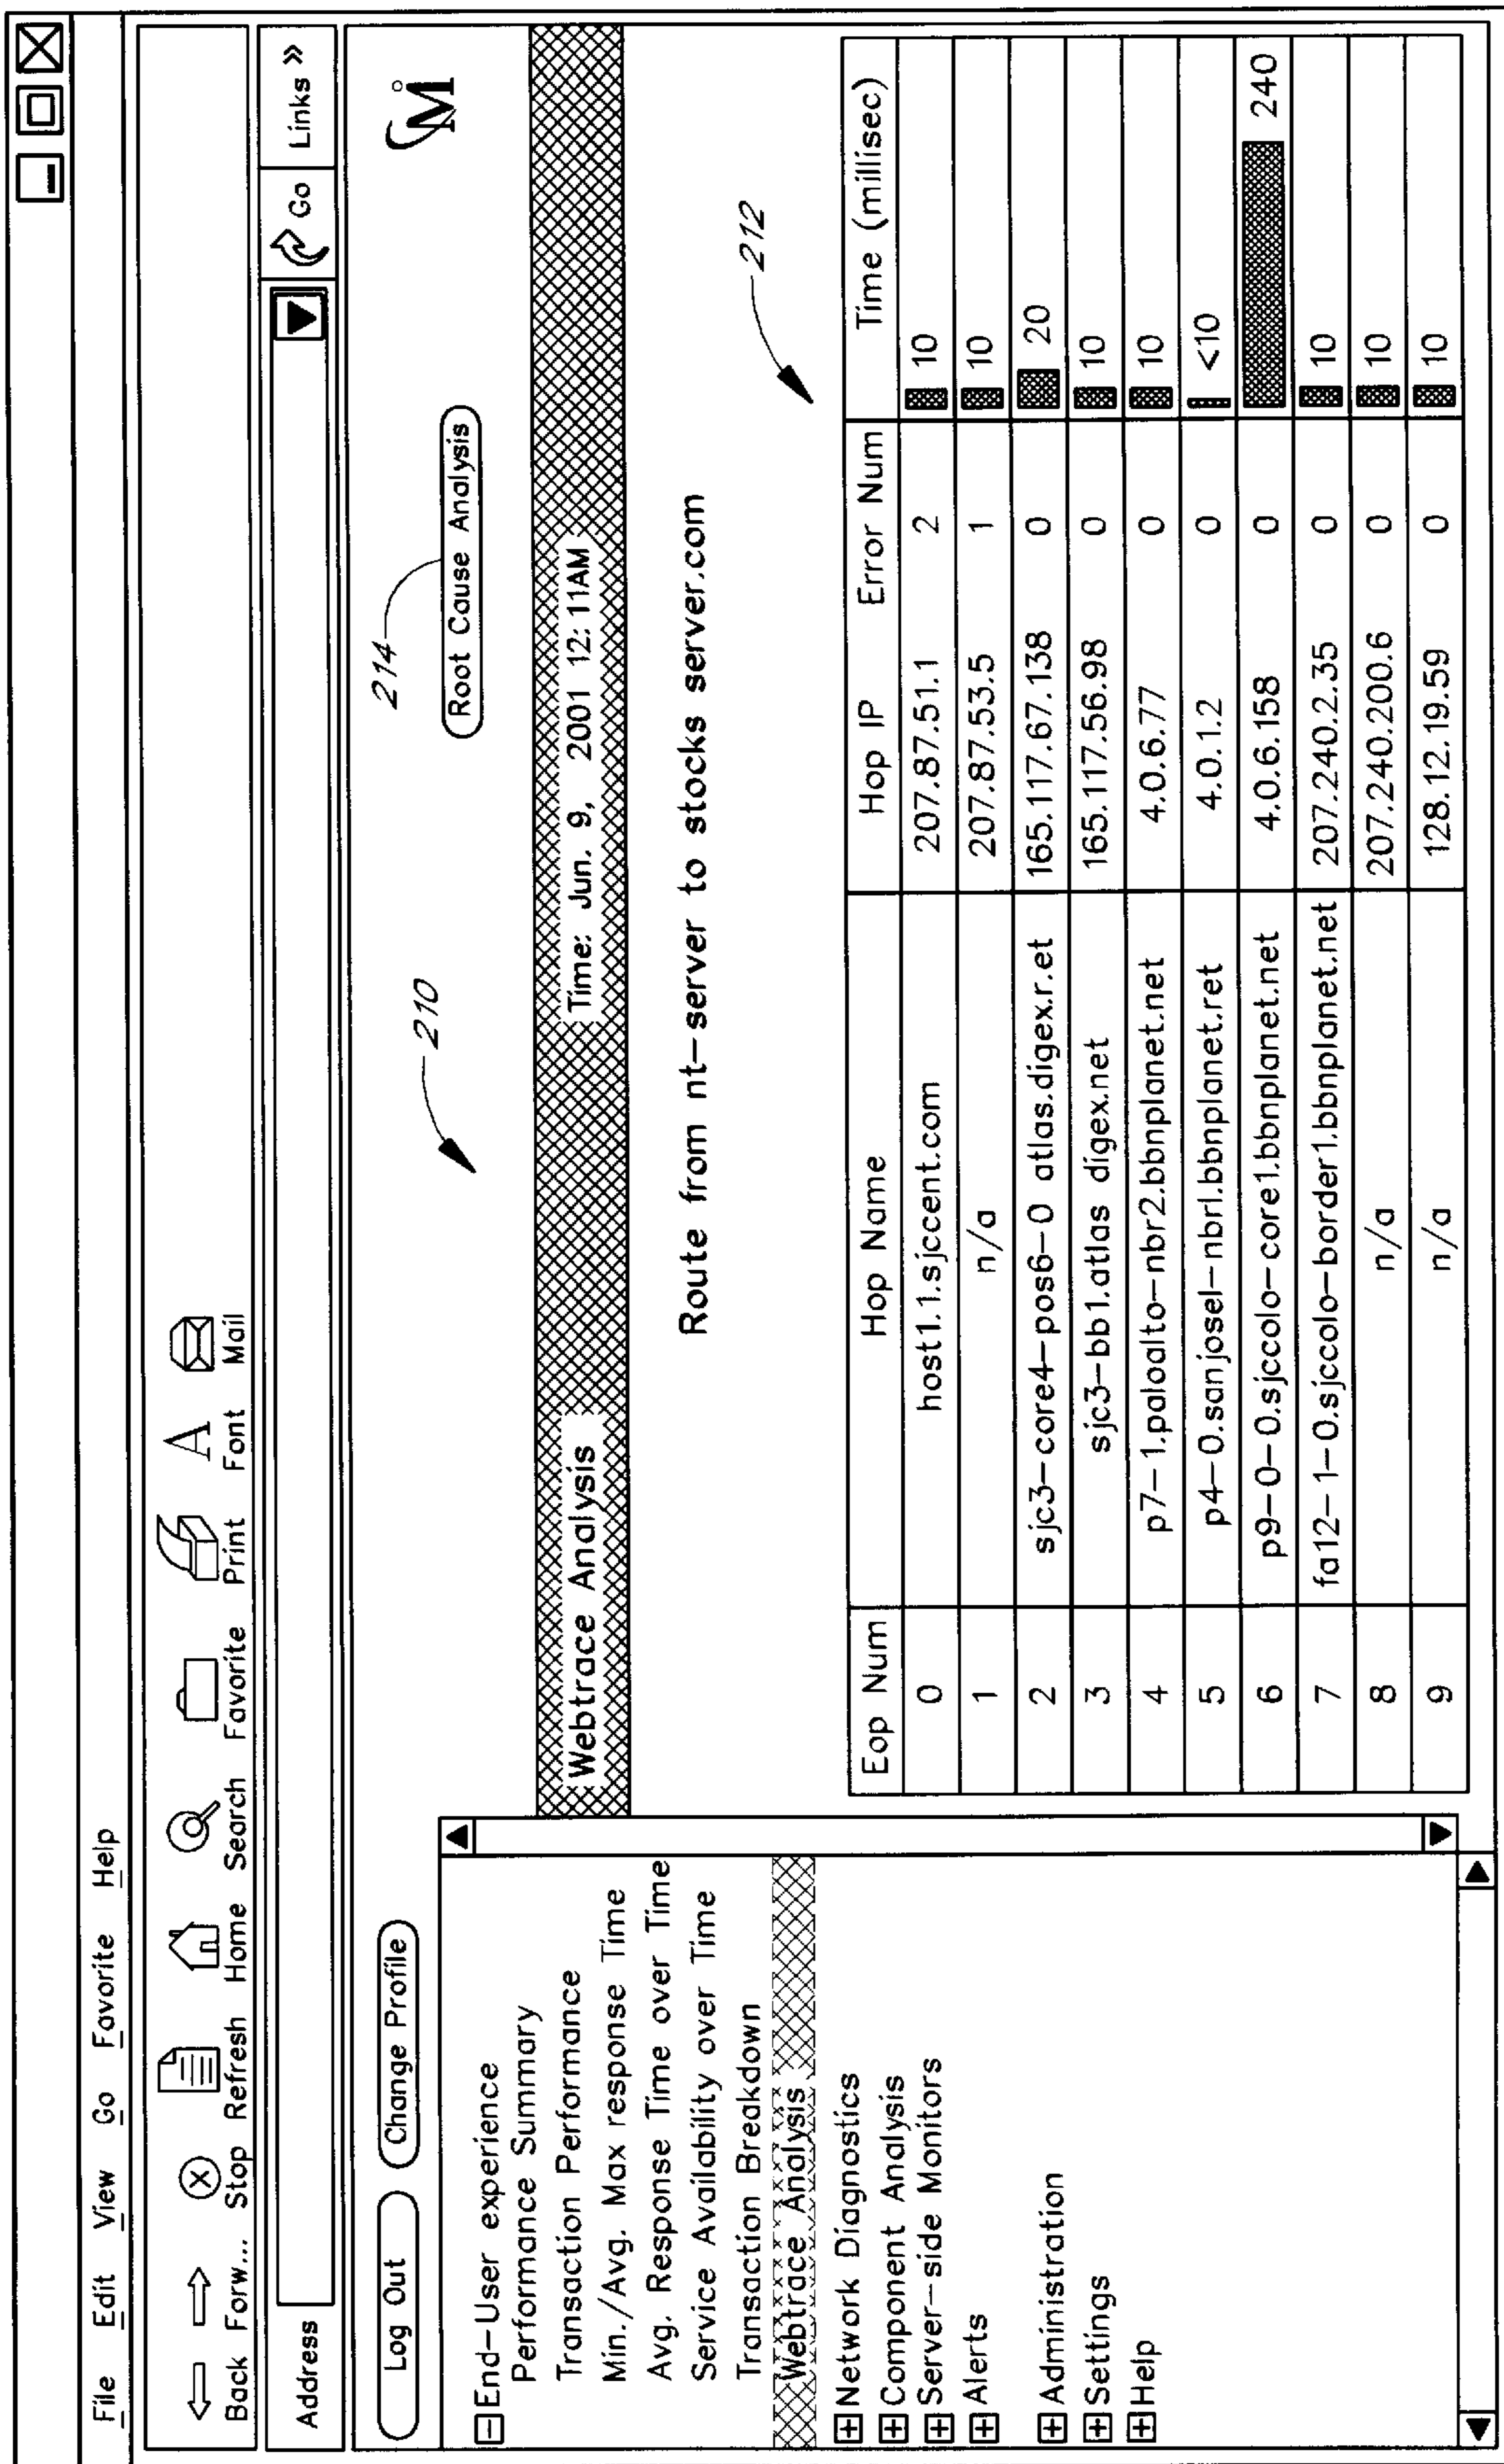 File Edit View Go Favorite Help
Back Forw... Stop Refresh Home Search Favorite Print Font Mail
Address Go Links »
Log Out Change Profile
214
Root Cause Analysis
M
210
End-User experience
Performance Summary
Transaction Performance
Min./Avg. Max response Time
Avg. Response Time over Time
Service Availability over Time
Transaction Breakdown
Webtrace Analysis
Network Diagnostics
Component Analysis
Server-side Monitors
Alerts
Administration
Settings
Help
Webtrace Analysis Time: Jun. 9, 2001 12:11AM
Route from nt-server to stocks server.com
212
Eop Num Hop Name Hop IP Error Num Time (millisec)
0 host1.1.sjccent.com 207.87.51.1 2 10
1 n/a 207.87.53.5 1 10
2 sjc3-core4-pos6-0 atlas.digex.r.et 165.117.67.138 0 20
3 sjc3-bb1.atlas digex.net 165.117.56.98 0 10
4 p7-1.paloalto-nbr2.bbnplanet.net 4.0.6.77 0 10
5 p4-0.sanjosel-nbrl.bbnplanet.ret 4.0.1.2 0 <10
6 p9-0-0.sjccolo-core1.bbnplanet.net 4.0.6.158 0 240
7 fa12-1-0.sjccolo-border1.bbnplanet.net 207.240.2.35 0 10
8 n/a 207.240.200.6 0 10
9 n/a 128.12.19.59 0 10